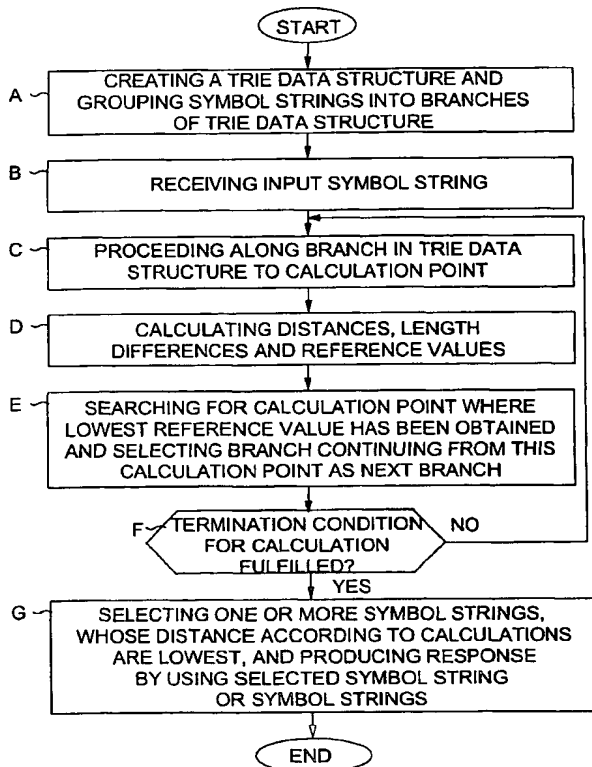 START
A
CREATING A TRIE DATA STRUCTURE AND
GROUPING SYMBOL STRINGS INTO BRANCHES
OF TRIE DATA STRUCTURE
B
RECEIVING INPUT SYMBOL STRING
C
PROCEEDING ALONG BRANCH IN TRIE DATA
STRUCTURE TO CALCULATION POINT
D
CALCULATING DISTANCES, LENGTH
DIFFERENCES AND REFERENCE VALUES
E
SEARCHING FOR CALCULATION POINT WHERE
LOWEST REFERENCE VALUE HAS BEEN OBTAINED
AND SELECTING BRANCH CONTINUING FROM THIS
CALCULATION POINT AS NEXT BRANCH
F
TERMINATION CONDITION
FOR CALCULATION
FULFILLED?
NO
YES
G
SELECTING ONE OR MORE SYMBOL STRINGS,
WHOSE DISTANCE ACCORDING TO CALCULATIONS
ARE LOWEST, AND PRODUCING RESPONSE
BY USING SELECTED SYMBOL STRING
OR SYMBOL STRINGS
END